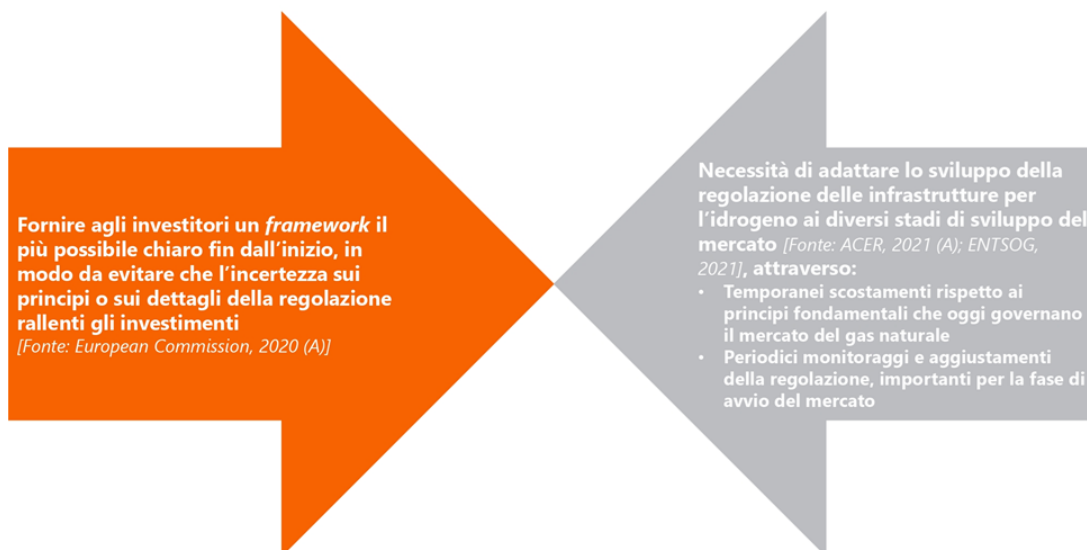 Fornire agli investitori un framework il
più possibile chiaro fin dall'inizio, in
modo da evitare che l'incertezza sui
principi o sui dettagli della regolazione
rallenti gli investimenti
[Fonte: European Commission, 2020 (A)]
Necessità di adattare lo sviluppo della
regolazione delle infrastrutture per
l'idrogeno ai diversi stadi di sviluppo del
mercato [Fonte: ACER, 2021 (A); ENTSOG,
2021], attraverso:
• Temporanei scostamenti rispetto ai
principi fondamentali che oggi governano
il mercato del gas naturale
• Periodici monitoraggi e aggiustamenti
della regolazione, importanti per la fase di
avvio del mercato